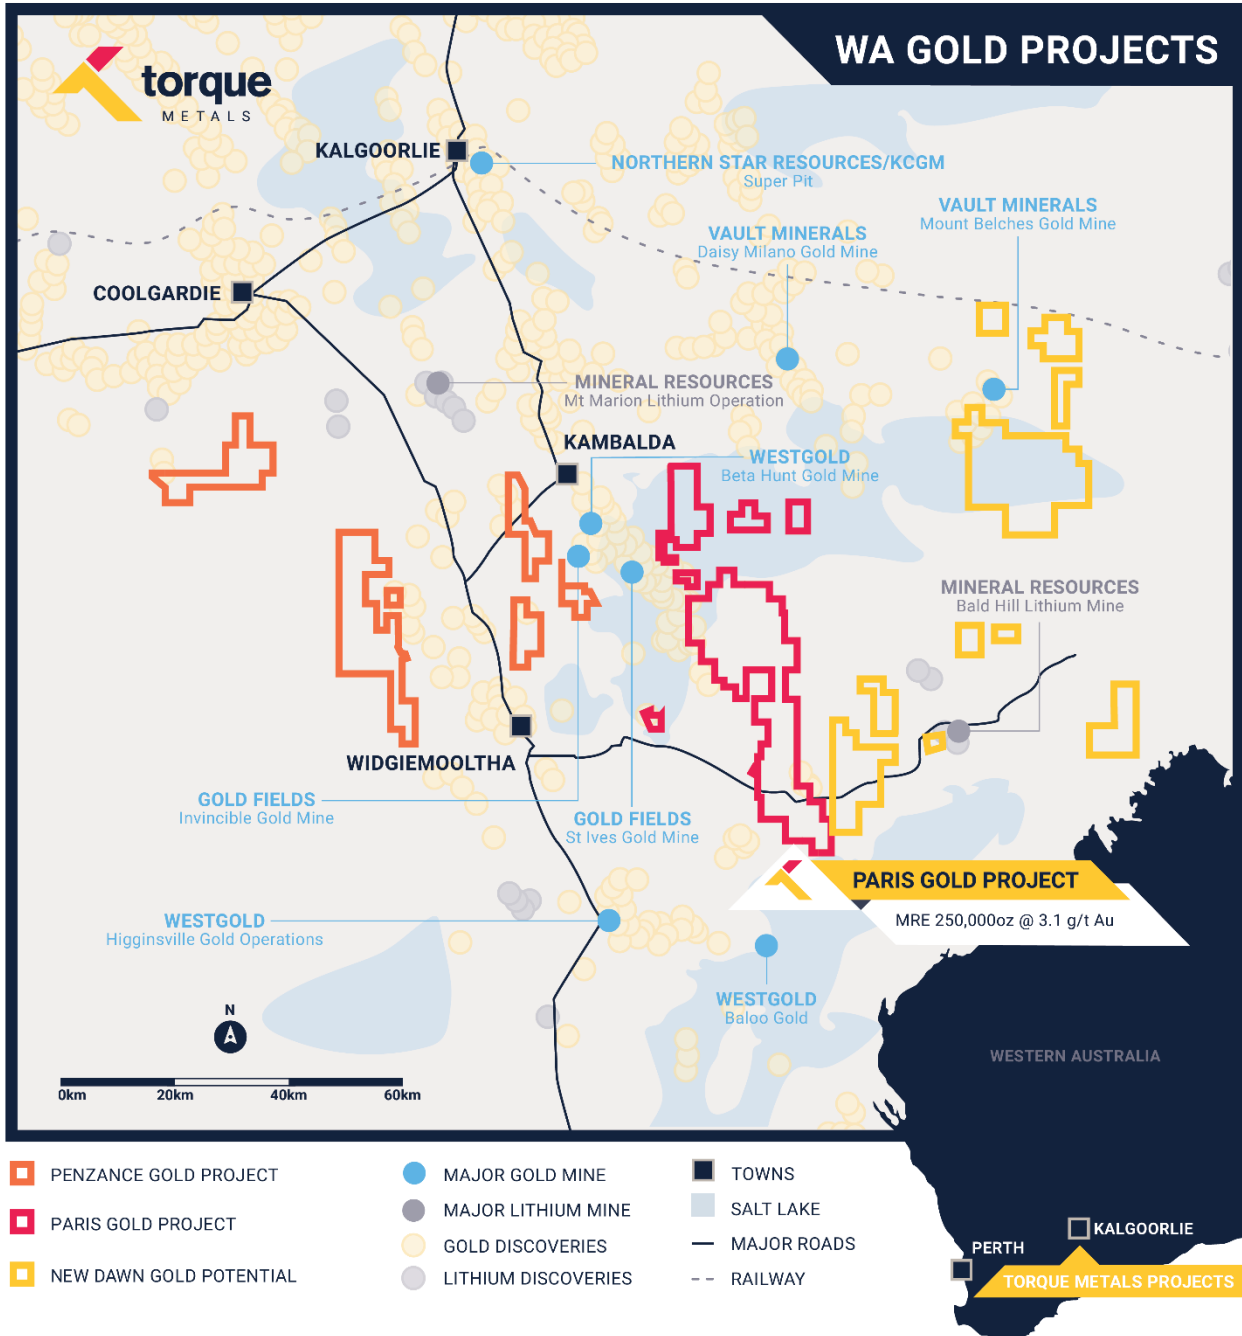 WA GOLD PROJECTS
torque
METALS
KALGOORLIE
NORTHERN STAR RESOURCES/KCGM
Super Pit
VAULT MINERALS
Mount Belches Gold Mine
VAULT MINERALS
Daisy Milano Gold Mine
COOLGARDIE
MINERAL RESOURCES
Mt Marion Lithium Operation
KAMBALDA
WESTGOLD
Beta Hunt Gold Mine
MINERAL RESOURCES
Bald Hill Lithium Mine
WIDGIEMOOLTHA
GOLD FIELDS
Invincible Gold Mine
GOLD FIELDS
St Ives Gold Mine
PARIS GOLD PROJECT
MRE 250,000oz @ 3.1 g/t Au
WESTGOLD
Higginsville Gold Operations
WESTGOLD
Baloo Gold
N
0km 20km 40km 60km
WESTERN AUSTRALIA
PENZANCE GOLD PROJECT
PARIS GOLD PROJECT
NEW DAWN GOLD POTENTIAL
MAJOR GOLD MINE
MAJOR LITHIUM MINE
GOLD DISCOVERIES
LITHIUM DISCOVERIES
TOWNS
SALT LAKE
MAJOR ROADS
RAILWAY
KALGOORLIE
PERTH
TORQUE METALS PROJECTS